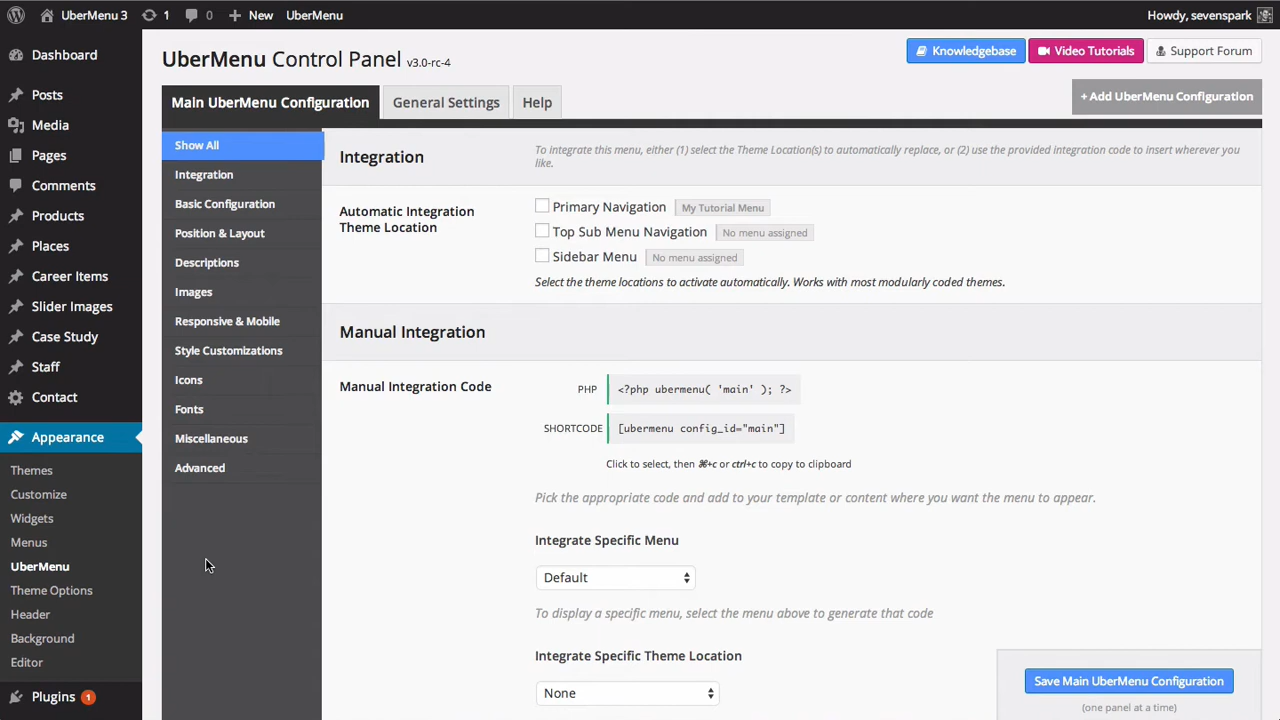 UberMenu 3
1
0
New
UberMenu
Howdy, sevenspark
Dashboard
Posts
Media
Pages
Comments
Products
Places
Career Items
Slider Images
Case Study
Staff
Contact
Appearance
Themes
Customize
Widgets
Menus
UberMenu
Theme Options
Header
Background
Editor
Plugins 1
UberMenu Control Panel v3.0-rc-4
Knowledgebase
Video Tutorials
Support Forum
Main UberMenu Configuration
General Settings
Help
+ Add UberMenu Configuration
Show All
Integration
Basic Configuration
Position & Layout
Descriptions
Images
Responsive & Mobile
Style Customizations
Icons
Fonts
Miscellaneous
Advanced
Integration
To integrate this menu, either (1) select the Theme Location(s) to automatically replace, or (2) use the provided integration code to insert wherever you
like.
Automatic Integration
Theme Location
Primary Navigation My Tutorial Menu
Top Sub Menu Navigation No menu assigned
Sidebar Menu No menu assigned
Select the theme locations to activate automatically. Works with most modularly coded themes.
Manual Integration
Manual Integration Code
PHP <?php ubermenu( 'main' ); ?>
SHORTCODE [ubermenu config_id="main"]
Click to select, then ⌘+c or ctrl+c to copy to clipboard
Pick the appropriate code and add to your template or content where you want the menu to appear.
Integrate Specific Menu
Default
To display a specific menu, select the menu above to generate that code
Integrate Specific Theme Location
None
Save Main UberMenu Configuration
(one panel at a time)